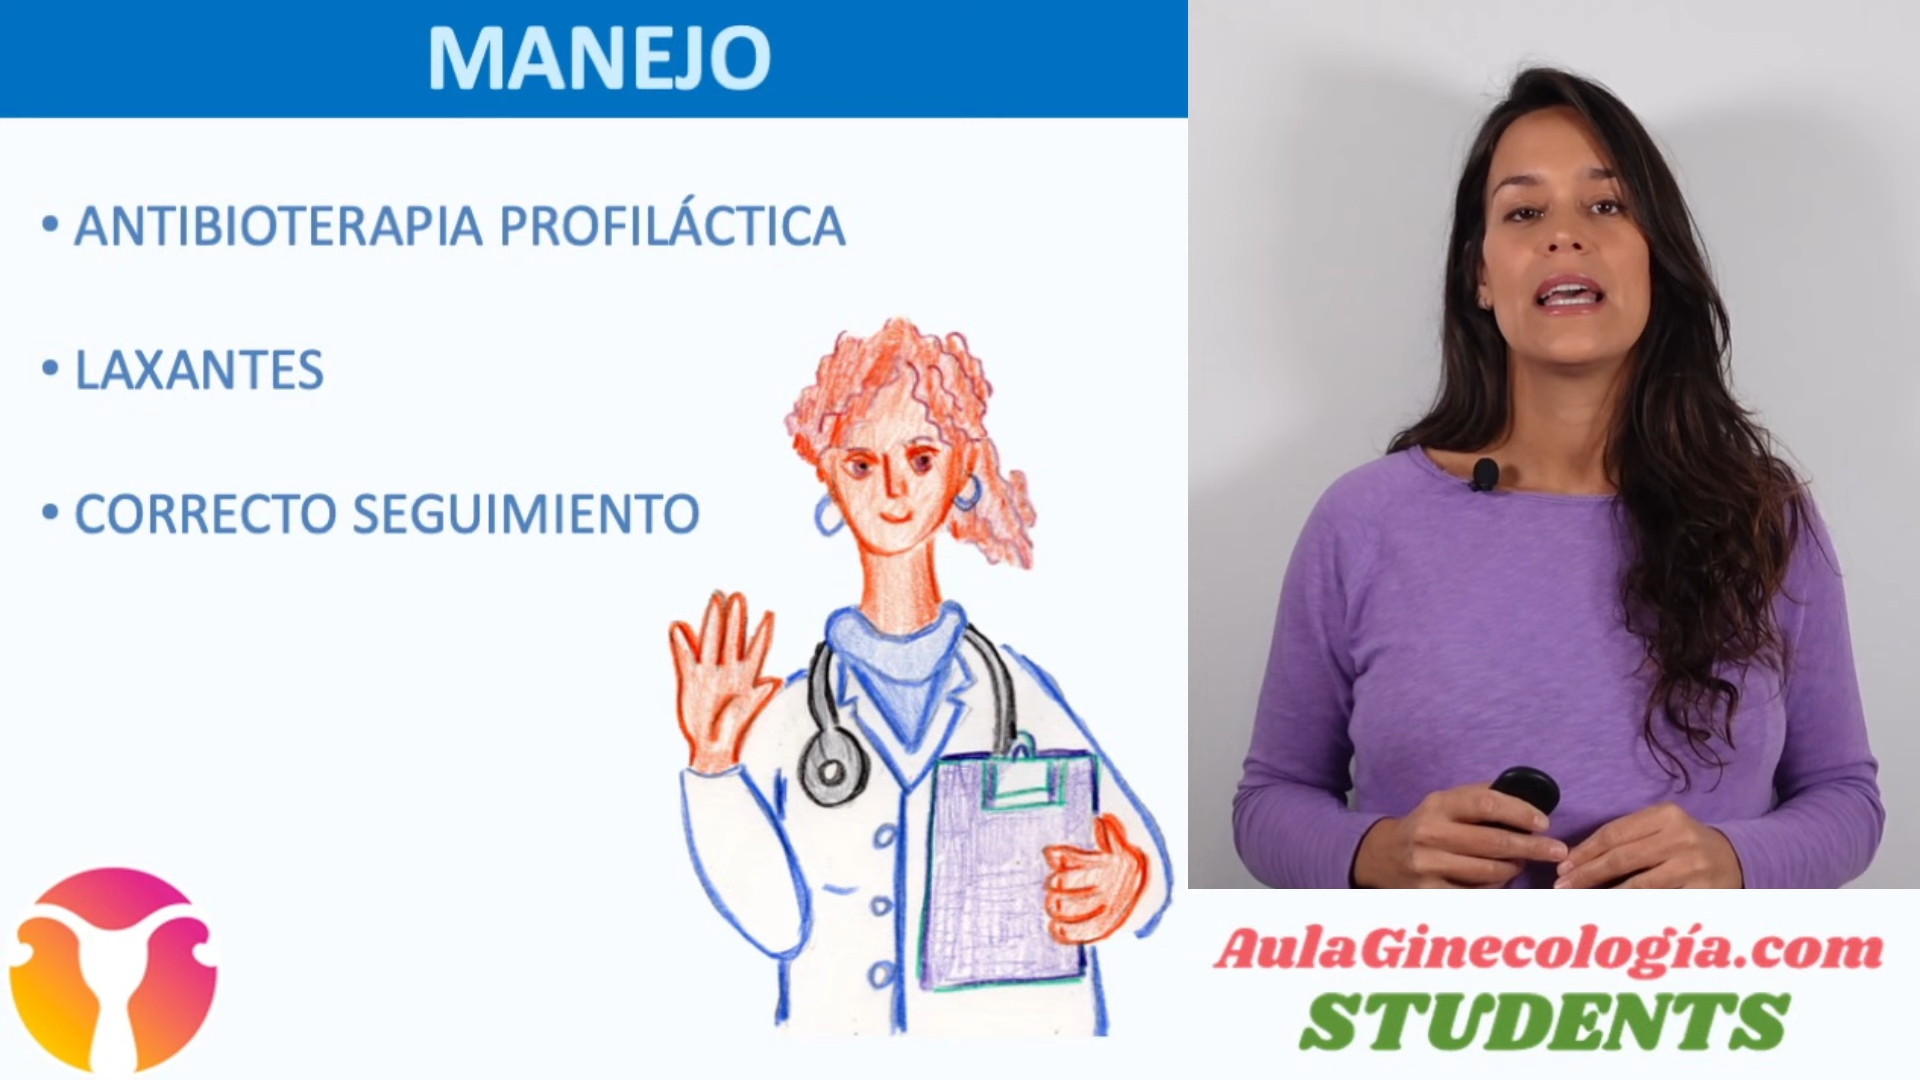 MANEJO
• ANTIBIOTERAPIA PROFILÁCTICA
• LAXANTES
• CORRECTO SEGUIMIENTO
AulaGinecología.com
STUDENTS